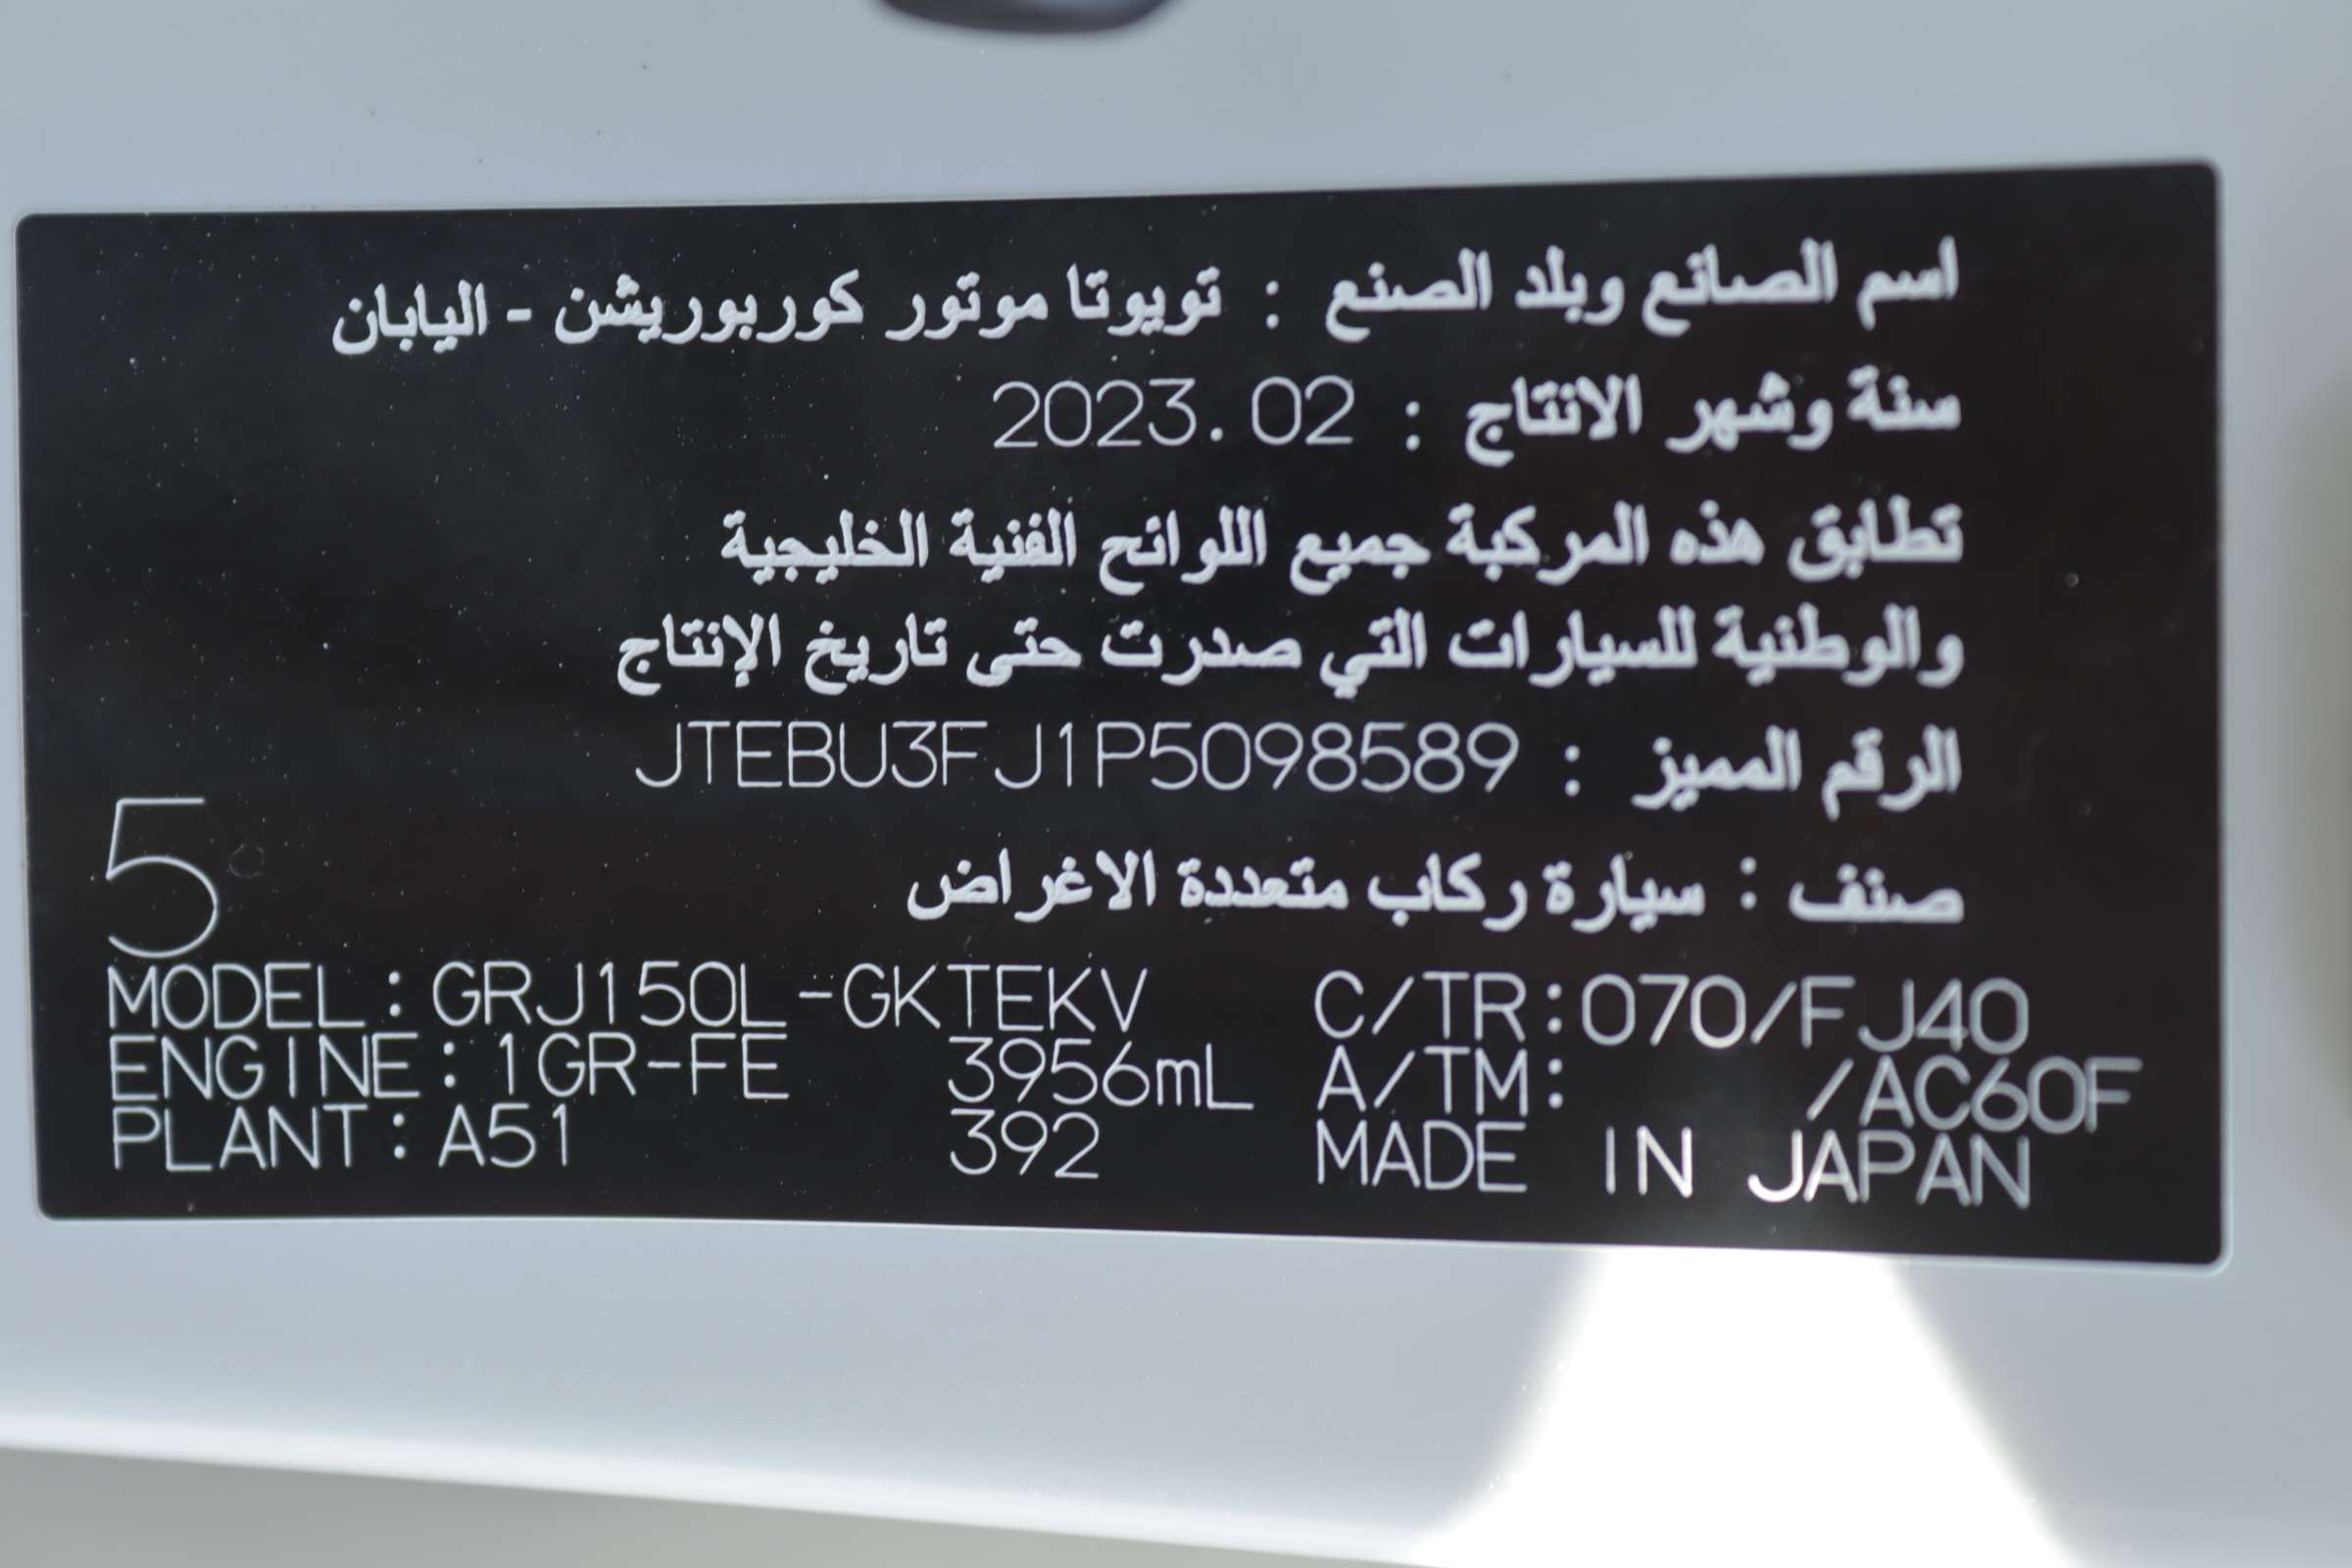 اسم الصانع وبلد الصنع : تويوتا موتور كوربوريشن - اليابان
سنة وشهر الانتاج : 2023.02
تطابق هذه المركبة جميع اللوائح الفنية الخليجية
والوطنية للسيارات التي صدرت حتى تاريخ الإنتاج
الرقم المميز : JTEBU3FJ1P5098589
صنف : سيارة ركاب متعددة الاغراض
5
MODEL: GRJ150L-GKTEKV C/TR:070/FJ40
ENGINE: 1GR-FE 3956mL A/TM: /AC60F
PLANT: A51 392 MADE IN JAPAN